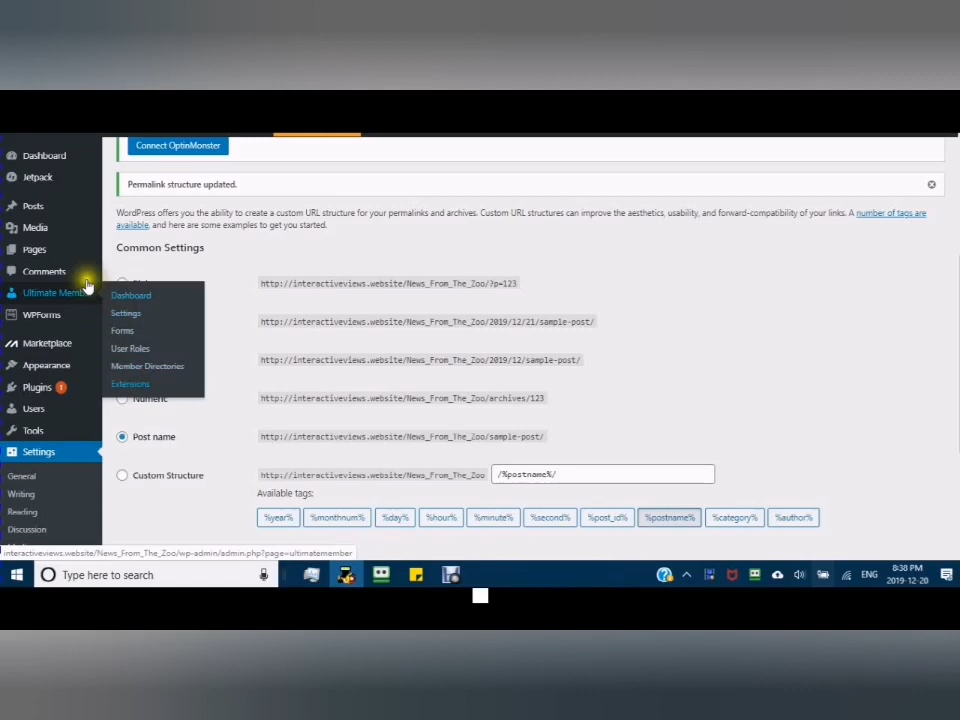 Dashboard
Jetpack
Posts
Media
Pages
Comments
Ultimate Memb
WPForms
Marketplace
Appearance
Plugins 1
Users
Tools
Settings
General
Writing
Reading
Discussion
Dashboard
Settings
Forms
User Roles
Member Directories
Extensions
Connect OptinMonster
Permalink structure updated.
WordPress offers you the ability to create a custom URL structure for your permalinks and archives. Custom URL structures can improve the aesthetics, usability, and forward-compatibility of your links. A number of tags are
available, and here are some examples to get you started.
Common Settings
http://interactiveviews.website/News_From_The_Zoo/?p=123
http://interactiveviews.website/News_From_The_Zoo/2019/12/21/sample-post/
http://interactiveviews.website/News_From_The_Zoo/2019/12/sample-post/
Numeric http://interactiveviews.website/News_From_The_Zoo/archives/123
Post name http://interactiveviews.website/News_From_The_Zoo/sample-post/
Custom Structure http://interactiveviews.website/News_From_The_Zoo /%postname%/
Available tags:
%year% %monthnum% %day% %hour% %minute% %second% %post_id% %postname% %category% %author%
interactiveviews.website/News_From_The_Zoo/wp-admin/admin.php?page=ultimatemember
Type here to search
ENG
8:38 PM
2019-12-20